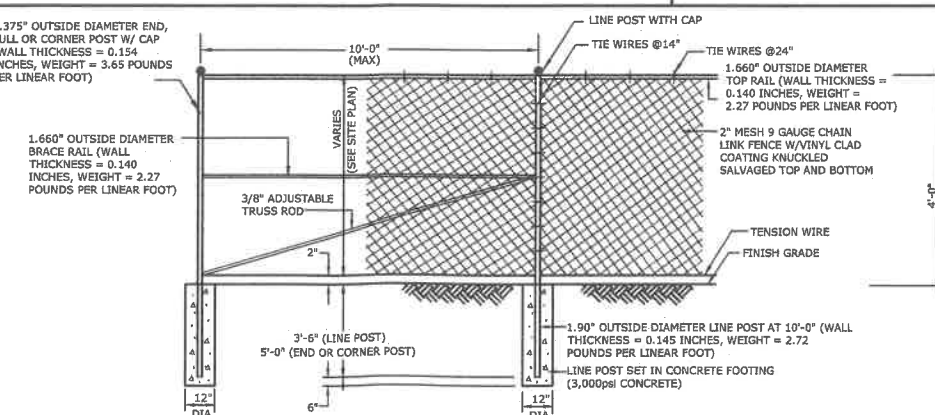 .375" OUTSIDE DIAMETER END,
ULL OR CORNER POST W/ CAP
WALL THICKNESS = 0.154
NCHES, WEIGHT = 3.65 POUNDS
ER LINEAR FOOT)
10'-0"
(MAX)
LINE POST WITH CAP
TIE WIRES @14"
TIE WIRES @24"
1.660" OUTSIDE DIAMETER
TOP RAIL (WALL THICKNESS =
0.140 INCHES, WEIGHT =
2.27 POUNDS PER LINEAR FOOT)
VARIES
(SEE SITE PLAN)
1.660" OUTSIDE DIAMETER
BRACE RAIL (WALL
THICKNESS = 0.140
INCHES, WEIGHT = 2.27
POUNDS PER LINEAR FOOT)
2" MESH 9 GAUGE CHAIN
LINK FENCE W/VINYL CLAD
COATING KNUCKLED
SALVAGED TOP AND BOTTOM
4'-0"
3/8" ADJUSTABLE
TRUSS ROD
2"
TENSION WIRE
FINISH GRADE
3'-6" (LINE POST)
5'-0" (END OR CORNER POST)
1.90" OUTSIDE DIAMETER LINE POST AT 10'-0" (WALL
THICKNESS = 0.145 INCHES, WEIGHT = 2.72
POUNDS PER LINEAR FOOT)
LINE POST SET IN CONCRETE FOOTING
(3,000psi CONCRETE)
12"
DIA
6"
12"
DIA